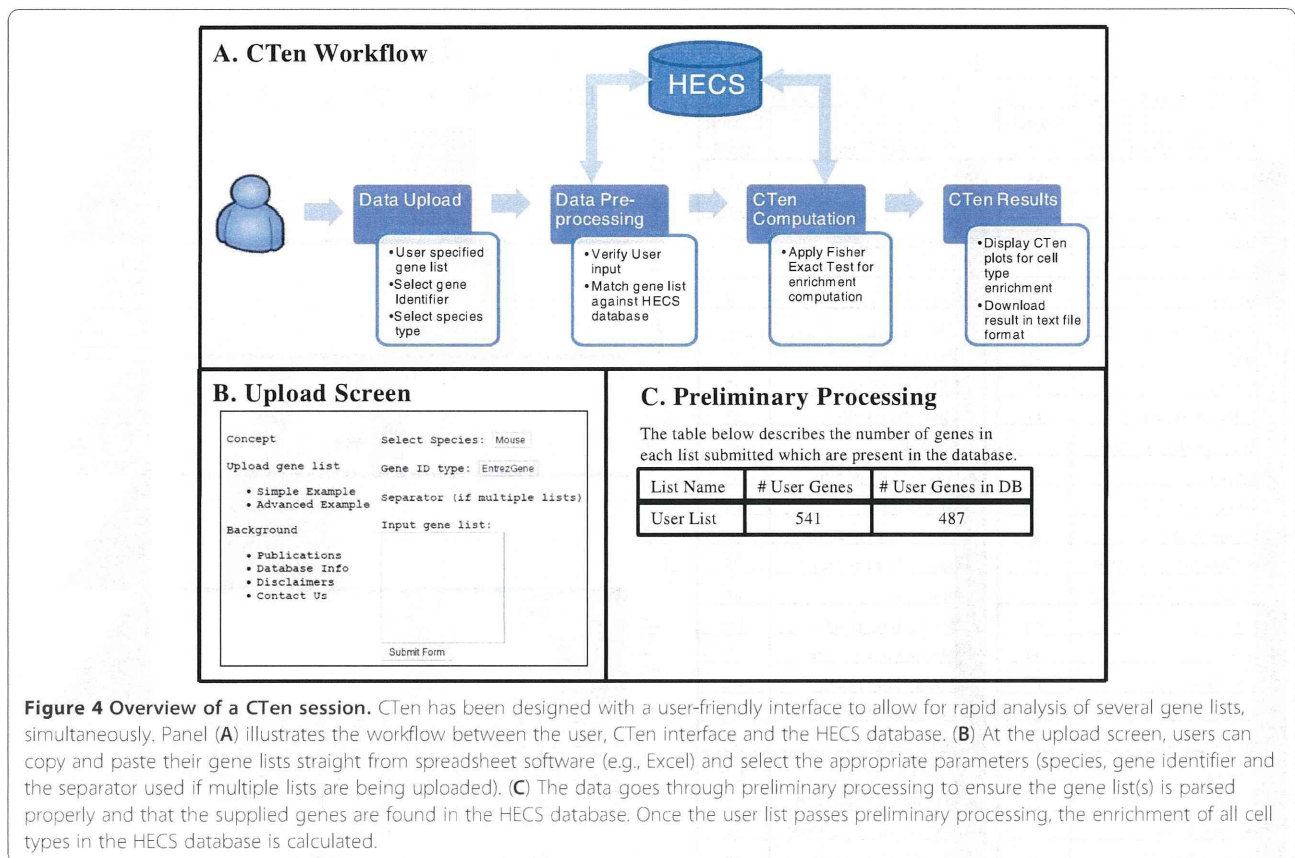 A. CTen Workflow
HECS
Data Upload
• User specified
gene list
• Select gene
Identifier
• Select species
type
Data Pre-
processing
• Verify User
input
• Match gene list
against HECS
database
CTen
Computation
• Apply Fisher
Exact Test for
enrichment
computation
CTen Results
• Display CTen
plots for cell
type
enrichment
• Download
result in text file
format
B. Upload Screen
Concept
Upload gene list
• Simple Example
• Advanced Example
Background
• Publications
• Database Info
• Disclaimers
• Contact Us
Select Species: Mouse
Gene ID type: EntrezGene
Separator (if multiple lists)
Input gene list:
Submit Form
C. Preliminary Processing
The table below describes the number of genes in
each list submitted which are present in the database.
List Name # User Genes # User Genes in DB
User List 541 487
Figure 4 Overview of a CTen session. CTen has been designed with a user-friendly interface to allow for rapid analysis of several gene lists,
simultaneously. Panel (A) illustrates the workflow between the user, CTen interface and the HECS database. (B) At the upload screen, users can
copy and paste their gene lists straight from spreadsheet software (e.g., Excel) and select the appropriate parameters (species, gene identifier and
the separator used if multiple lists are being uploaded). (C) The data goes through preliminary processing to ensure the gene list(s) is parsed
properly and that the supplied genes are found in the HECS database. Once the user list passes preliminary processing, the enrichment of all cell
types in the HECS database is calculated.